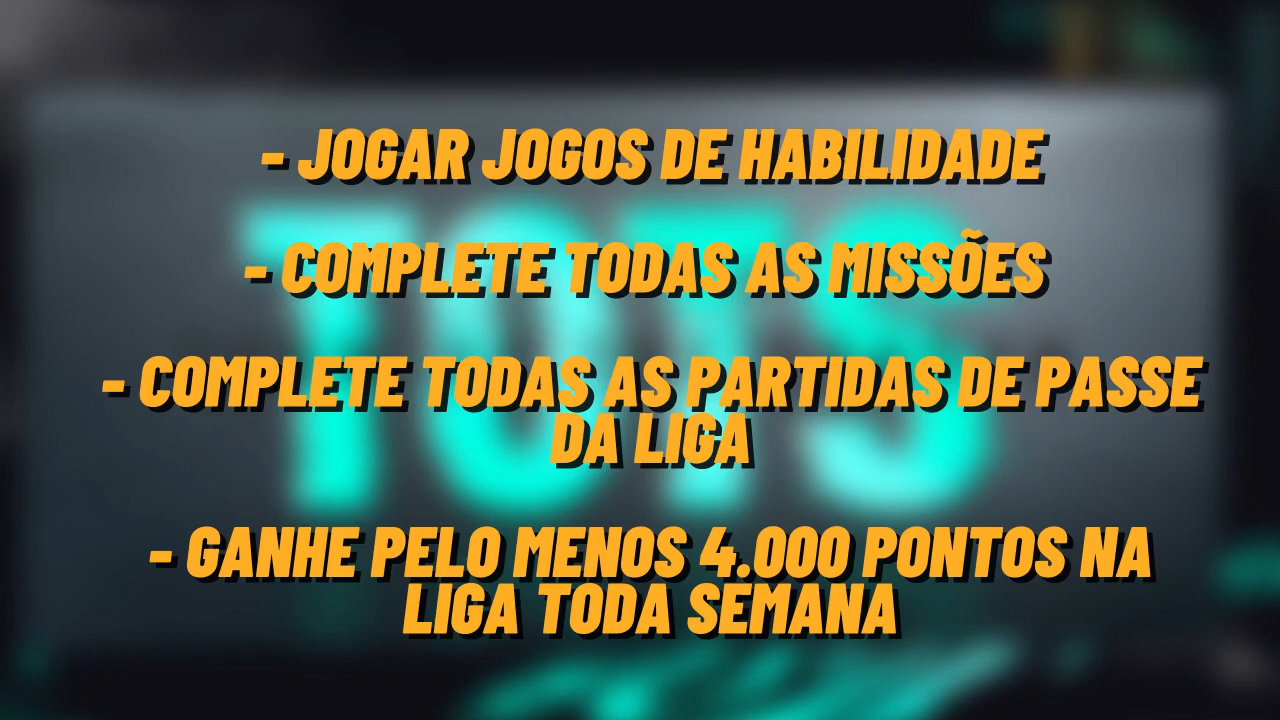 - JOGAR JOGOS DE HABILIDADE
- COMPLETE TODAS AS MISSÕES
- COMPLETE TODAS AS PARTIDAS DE PASSE
DA LIGA
- GANHE PELO MENOS 4.000 PONTOS NA
LIGA TODA SEMANA
TOTS